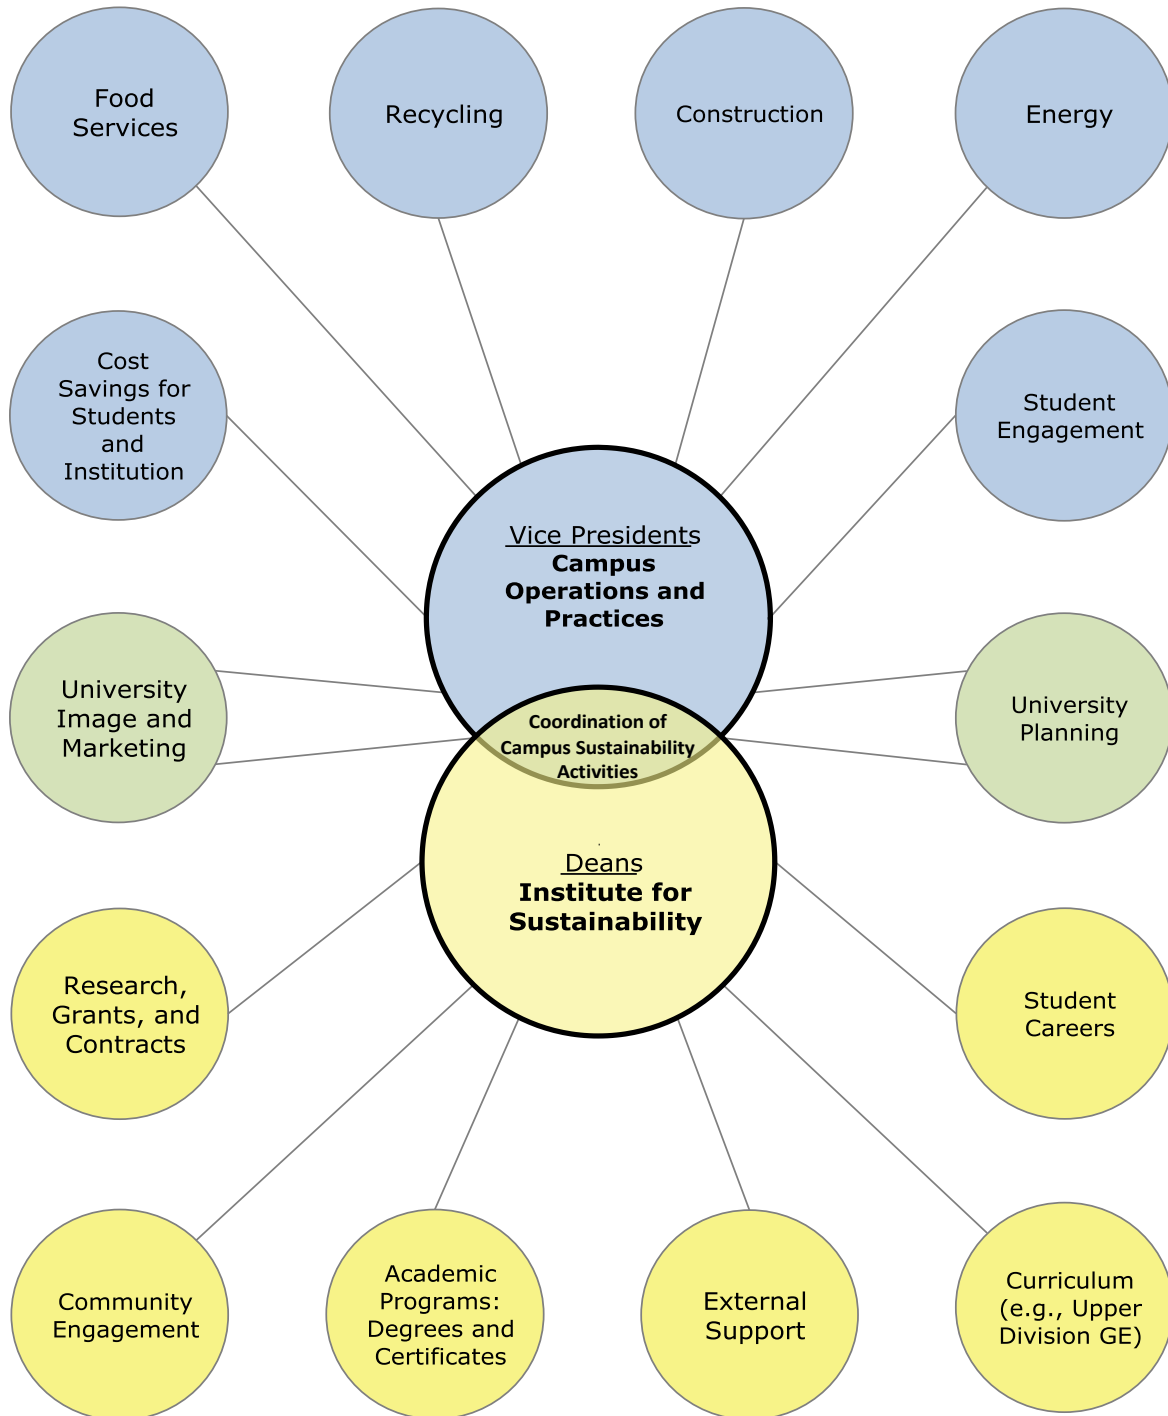 Food
Services
Recycling
Construction
Energy
Cost
Savings for
Students
and
Institution
Student
Engagement
Vice Presidents
Campus
Operations and
Practices
University
Image and
Marketing
Coordination of
Campus Sustainability
Activities
University
Planning
Deans
Institute for
Sustainability
Research,
Grants, and
Contracts
Student
Careers
Community
Engagement
Academic
Programs:
Degrees and
Certificates
External
Support
Curriculum
(e.g., Upper
Division GE)